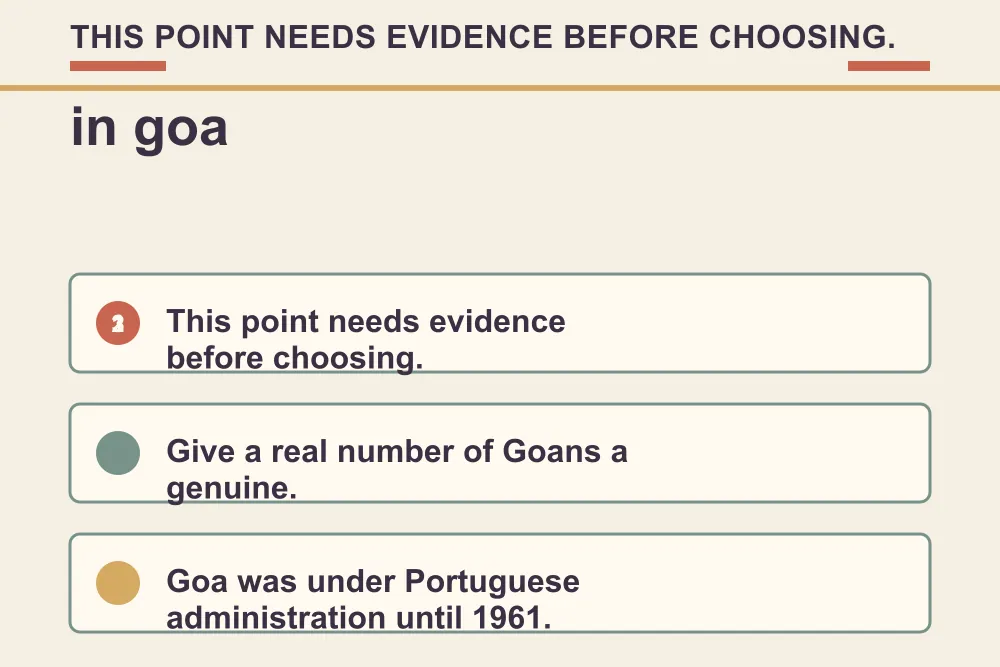 THIS POINT NEEDS EVIDENCE BEFORE CHOOSING.
in goa
This point needs evidence
before choosing.
Give a real number of Goans a
genuine.
Goa was under Portuguese
administration until 1961.